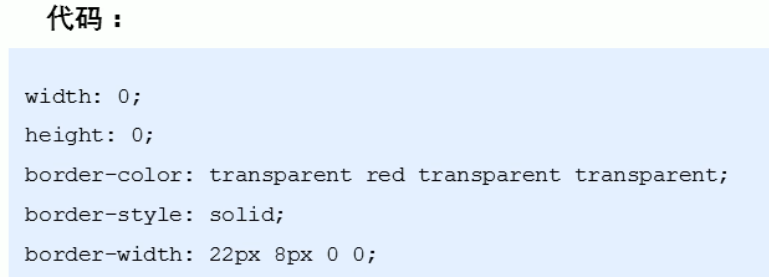 代码：
width: 0;
height: 0;
border-color: transparent red transparent transparent;
border-style: solid;
border-width: 22px 8px 0 0;